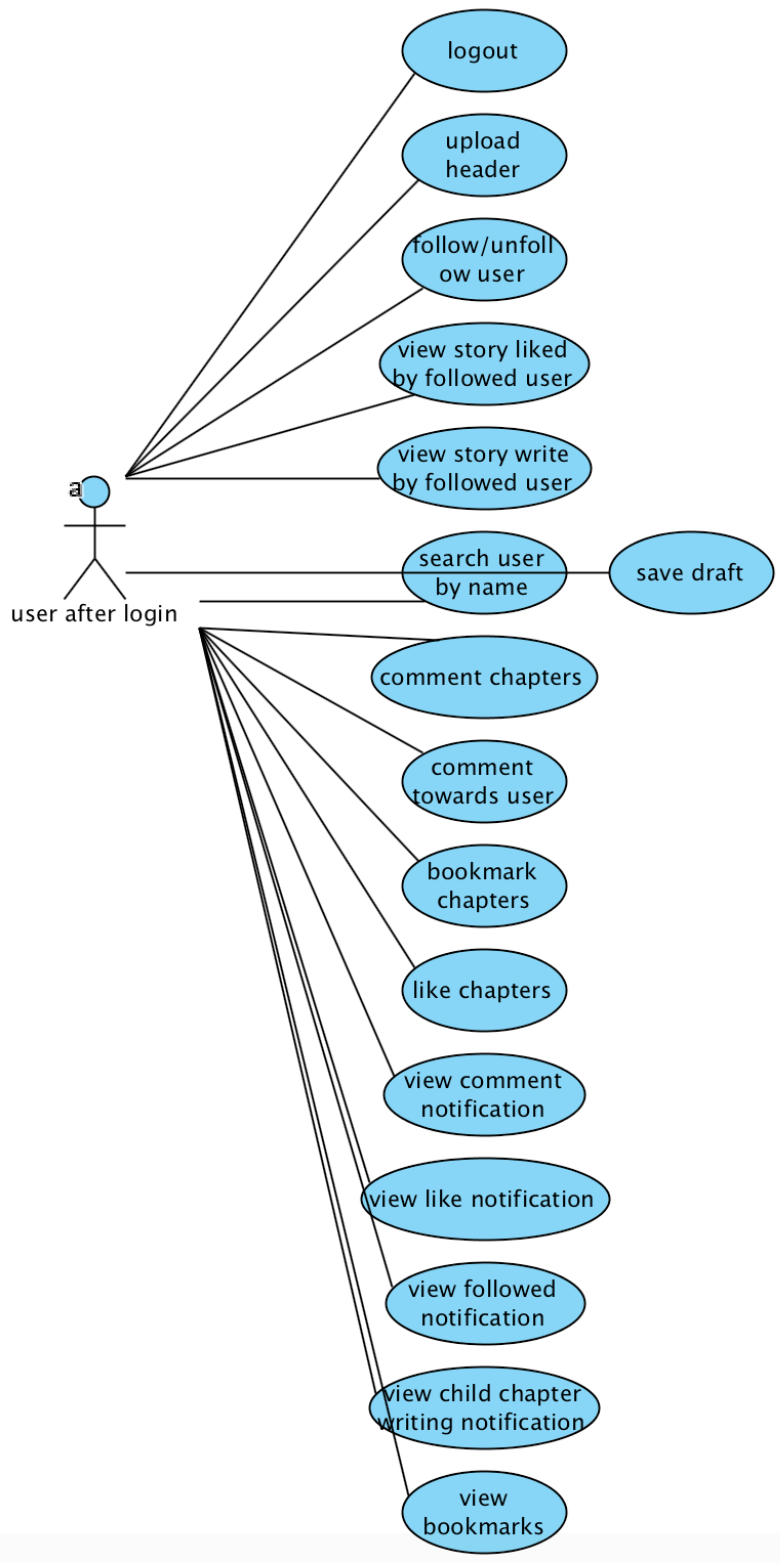 logout
upload
header
follow/unfoll
ow user
view story liked
by followed user
view story write
by followed user
a
search user
by name
save draft
user after login
comment chapters
comment
towards user
bookmark
chapters
like chapters
view comment
notification
view like notification
view followed
notification
view child chapter
writing notification
view
bookmarks